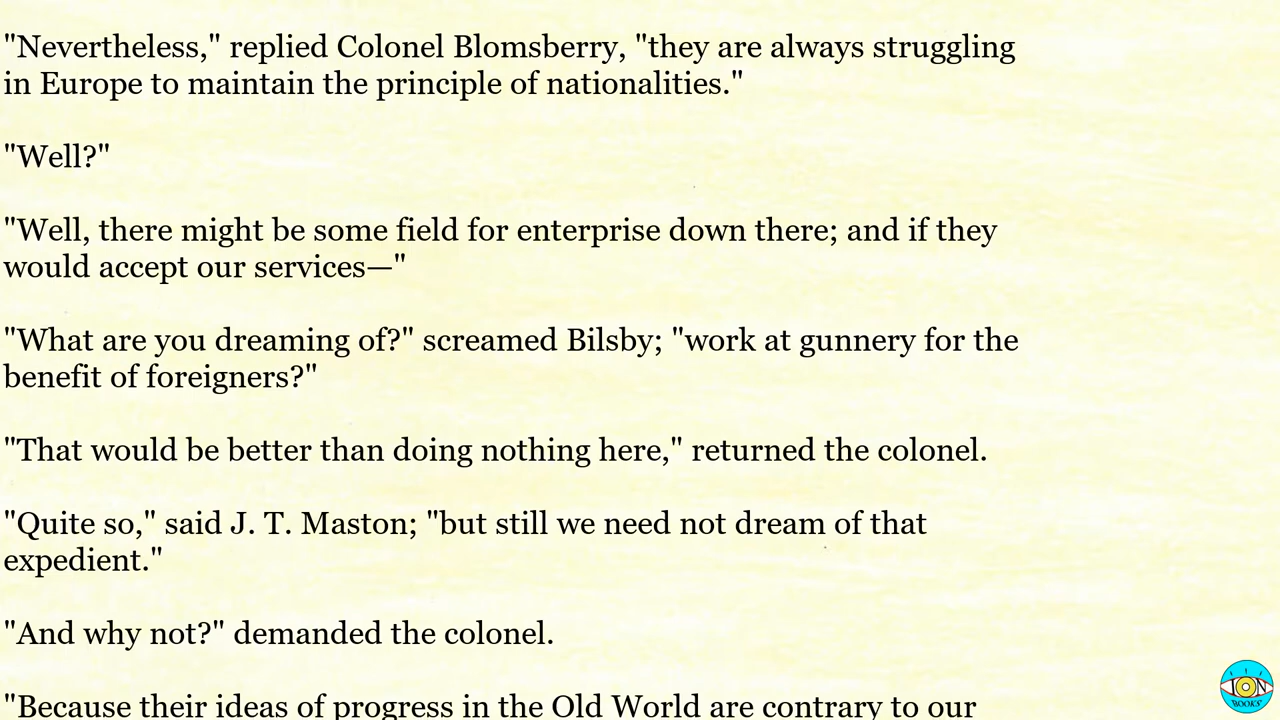 "Nevertheless," replied Colonel Blomsberry, "they are always struggling
in Europe to maintain the principle of nationalities."
"Well?"
"Well, there might be some field for enterprise down there; and if they
would accept our services—"
"What are you dreaming of?" screamed Bilsby; "work at gunnery for the
benefit of foreigners?"
"That would be better than doing nothing here," returned the colonel.
"Quite so," said J. T. Maston; "but still we need not dream of that
expedient."
"And why not?" demanded the colonel.
"Because their ideas of progress in the Old World are contrary to our
ION
BOOKS